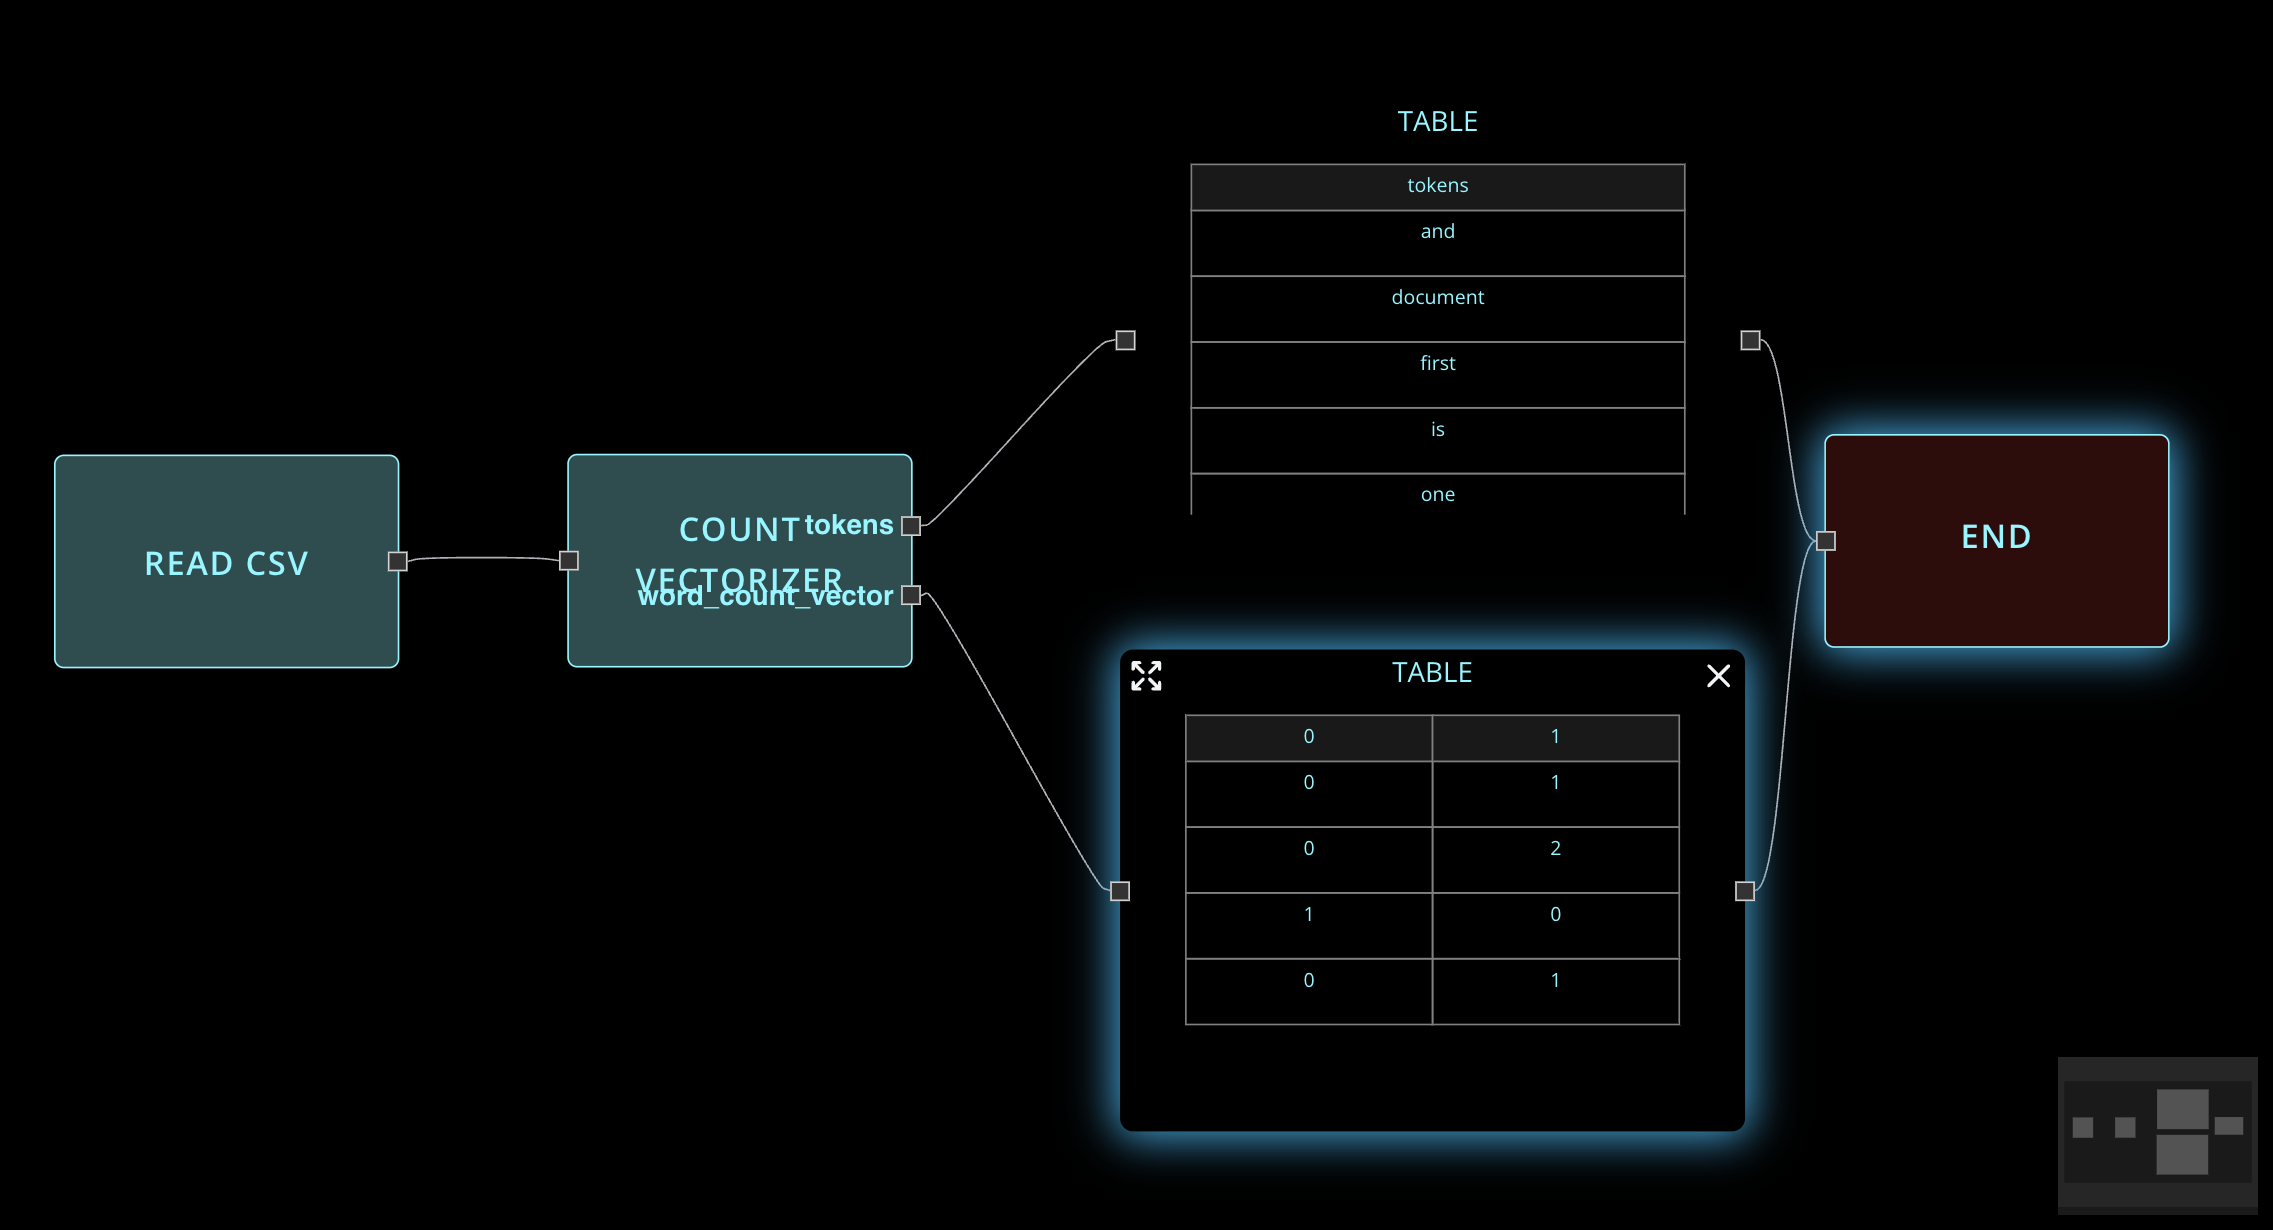 READ CSV
COUNT
VECTORIZER
tokens
word_count_vector
TABLE
tokens
and
document
first
is
one
TABLE
0 1
0 1
0 2
1 0
0 1
END